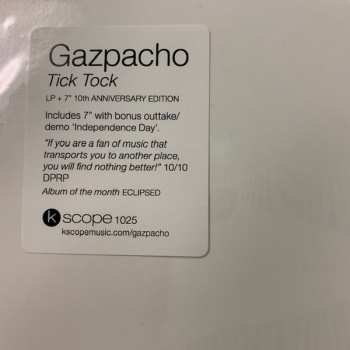 Gazpacho
Tick Tock
LP + 7" 10th ANNIVERSARY EDITION
Includes 7" with bonus outtake/
demo 'Independence Day'.
"If you are a fan of music that
transports you to another place,
you will find nothing better!" 10/10
DPRP
Album of the month ECLIPSED
kscope 1025
kscopemusic.com/gazpacho